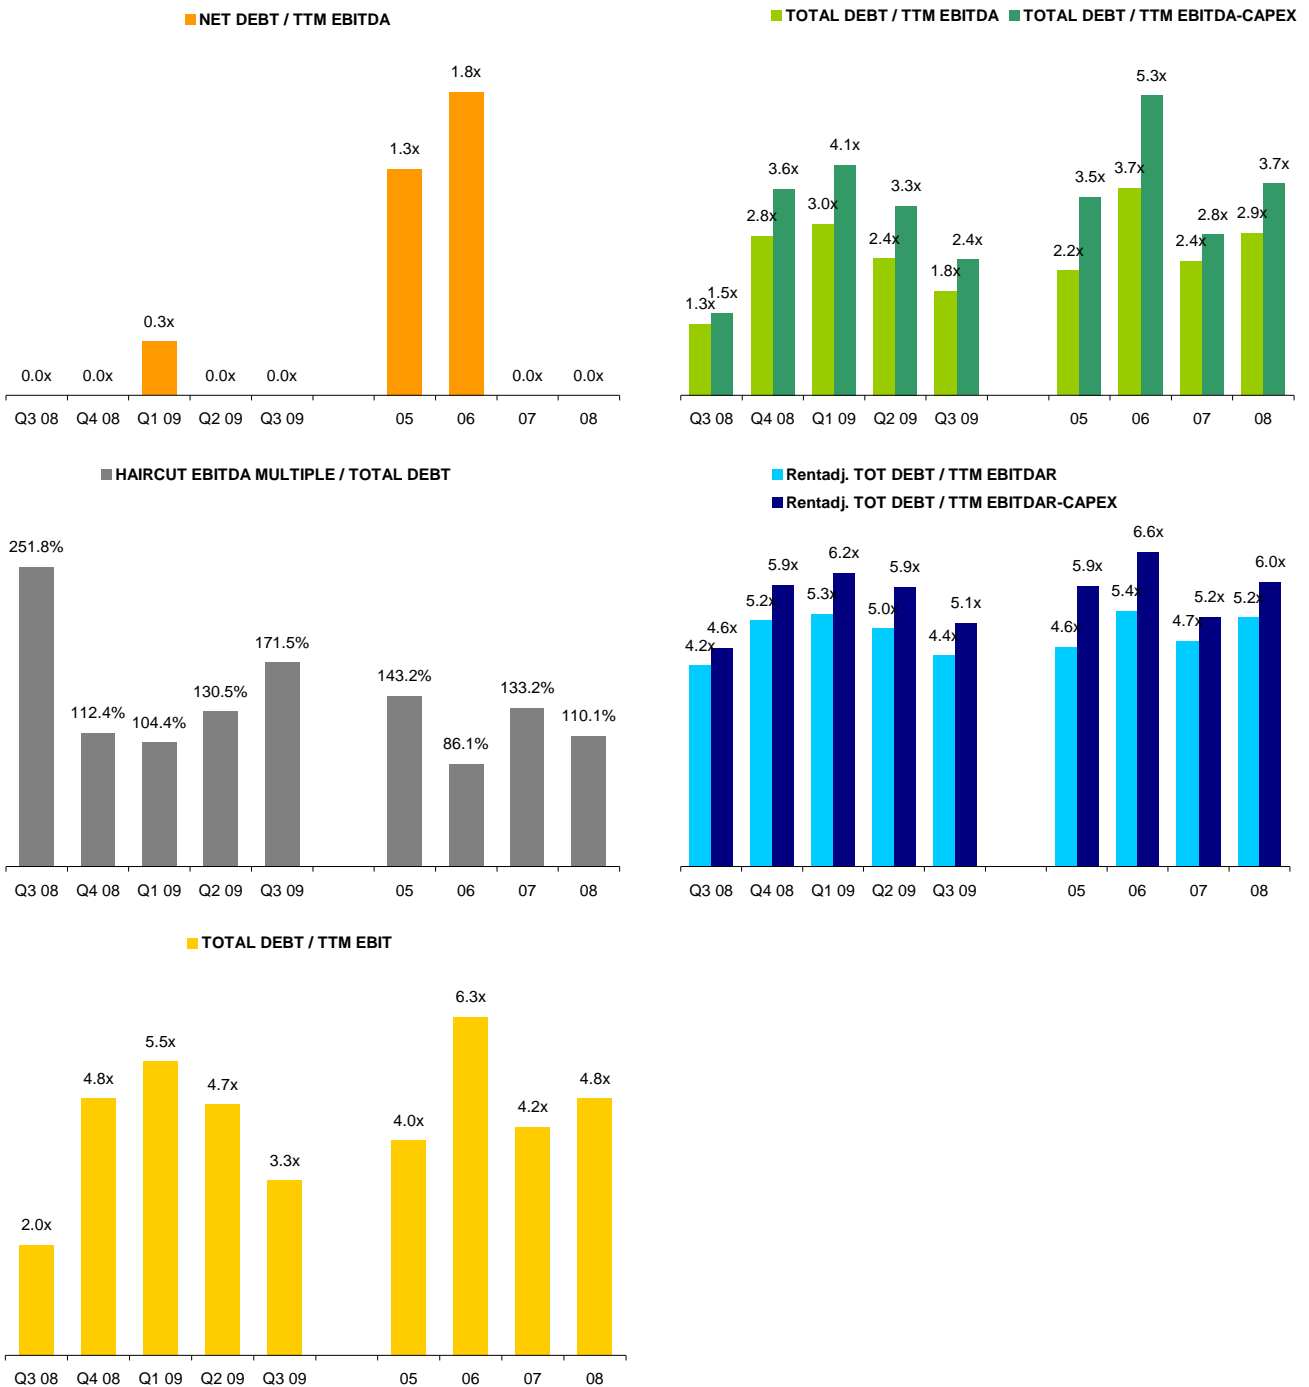 NET DEBT / TTM EBITDA
1.8x
1.3x
0.3x
0.0x 0.0x 0.0x 0.0x 0.0x 0.0x
Q3 08 Q4 08 Q1 09 Q2 09 Q3 09 05 06 07 08
TOTAL DEBT / TTM EBITDA TOTAL DEBT / TTM EBITDA-CAPEX
5.3x
4.1x
3.6x 3.7x 3.7x
3.3x 3.5x
2.8x 3.0x 2.8x 2.9x
2.4x 2.4x 2.2x 2.4x
1.8x
1.3x 1.5x
Q3 08 Q4 08 Q1 09 Q2 09 Q3 09 05 06 07 08
HAIRCUT EBITDA MULTIPLE / TOTAL DEBT
251.8%
171.5%
143.2%
130.5% 133.2%
112.4% 104.4% 110.1%
86.1%
Q3 08 Q4 08 Q1 09 Q2 09 Q3 09 05 06 07 08
Rentadj. TOT DEBT / TTM EBITDAR
Rentadj. TOT DEBT / TTM EBITDAR-CAPEX
6.6x
5.9x 6.2x 5.9x 5.9x 6.0x
5.2x 5.3x 5.0x 5.1x 5.4x 5.2x 5.2x
4.2x 4.6x 4.4x 4.6x 4.7x
Q3 08 Q4 08 Q1 09 Q2 09 Q3 09 05 06 07 08
TOTAL DEBT / TTM EBIT
6.3x
5.5x
4.8x 4.7x 4.8x
4.0x 4.2x
3.3x
2.0x
Q3 08 Q4 08 Q1 09 Q2 09 Q3 09 05 06 07 08